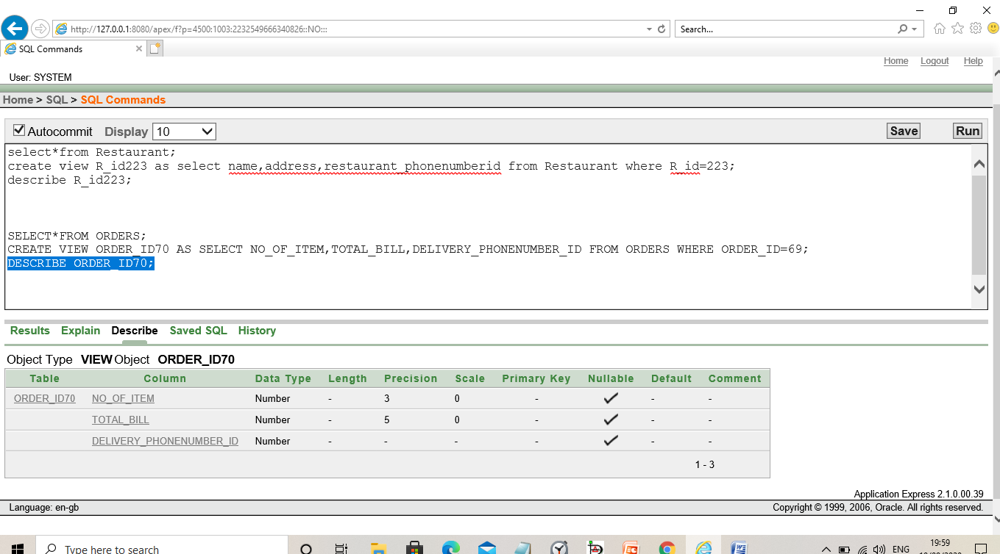 http://127.0.0.1:8080/apex/f?p=4500:1003:2232549666340826::NO:::
Search...
SQL Commands
Home Logout Help
User: SYSTEM
Home > SQL > SQL Commands
Autocommit Display 10 Save Run
select*from Restaurant;
create view R_id223 as select name,address,restaurant_phonenumberid from Restaurant where R_id=223;
describe R_id223;
SELECT*FROM ORDERS;
CREATE VIEW ORDER_ID70 AS SELECT NO_OF_ITEM,TOTAL_BILL,DELIVERY_PHONENUMBER_ID FROM ORDERS WHERE ORDER_ID=69;
DESCRIBE ORDER_ID70;
Results Explain Describe Saved SQL History
Object Type VIEW Object ORDER_ID70
Table Column Data Type Length Precision Scale Primary Key Nullable Default Comment
ORDER_ID70 NO_OF_ITEM Number - 3 0 - - -
TOTAL_BILL Number - 5 0 - - -
DELIVERY_PHONENUMBER_ID Number - - - - - -
1 - 3
Application Express 2.1.0.00.39
Language: en-gb
Copyright © 1999, 2006, Oracle. All rights reserved.
Type here to search
ENG
19:59